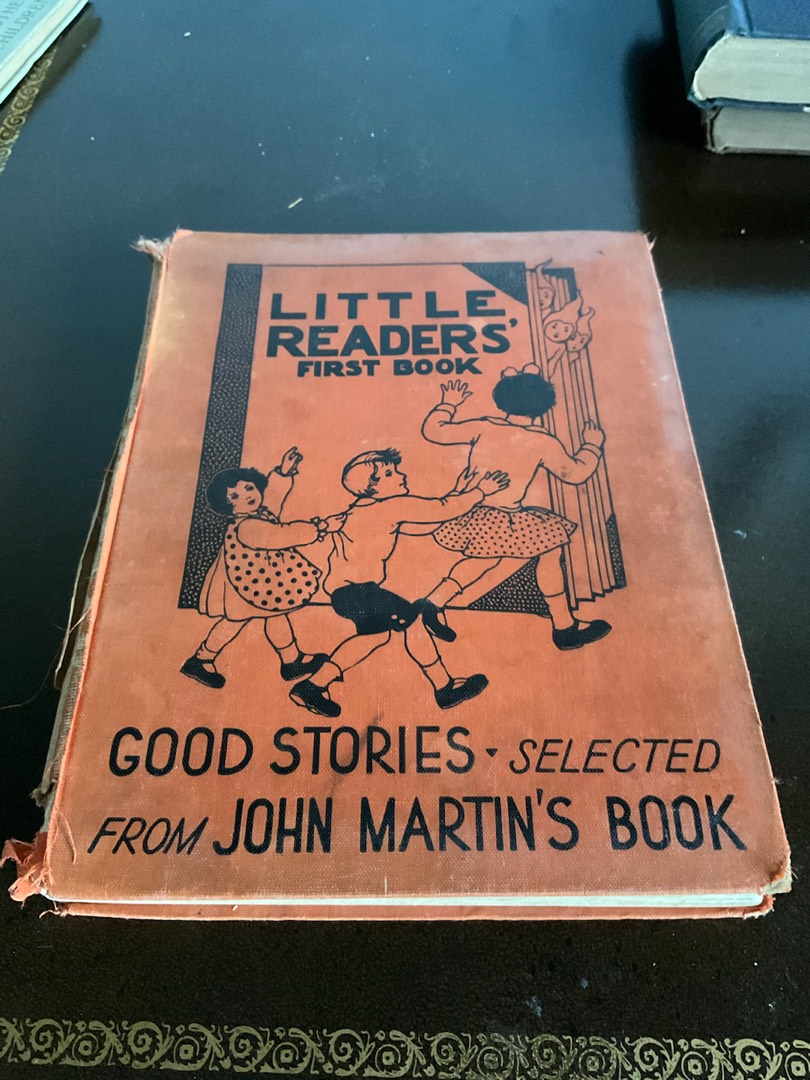 LITTLE
READERS'
FIRST BOOK
GOOD STORIES · SELECTED
FROM JOHN MARTIN'S BOOK